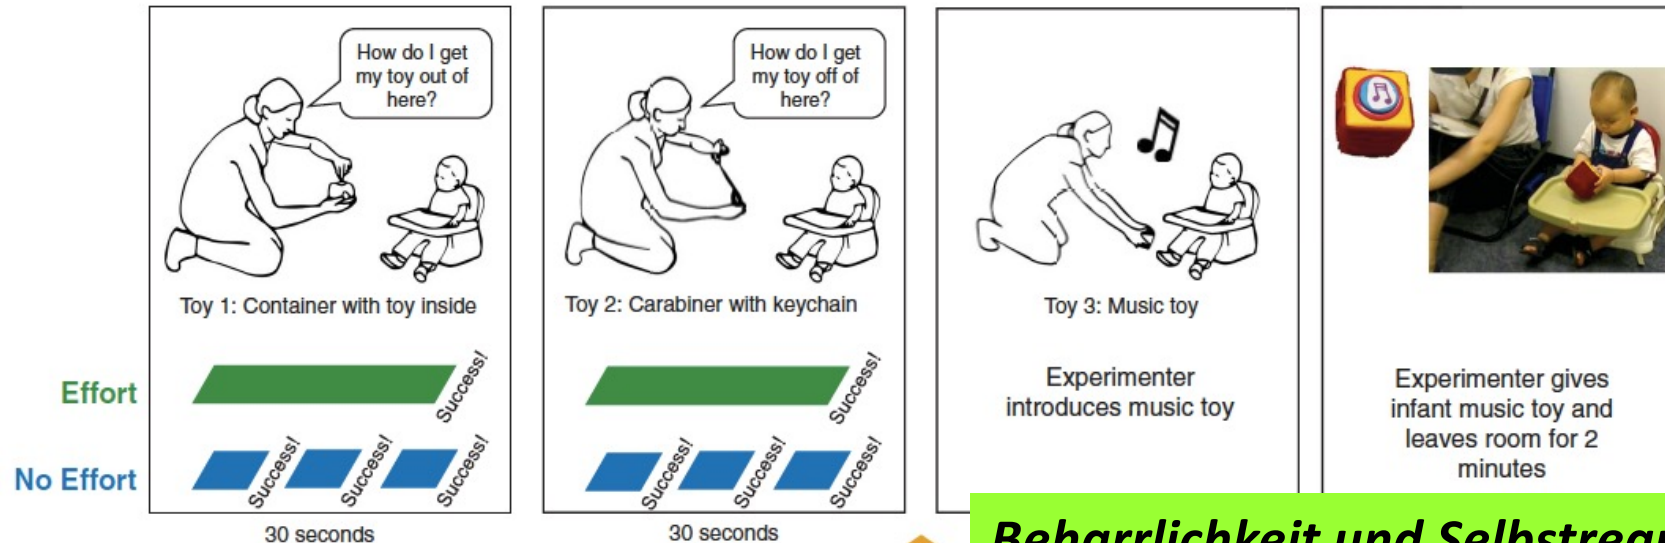 How do I get
my toy out of
here?
Toy 1: Container with toy inside
How do I get
my toy off of
here?
Toy 2: Carabiner with keychain
Toy 3: Music toy
Experimenter
introduces music toy
Experimenter gives
infant music toy and
leaves room for 2
minutes
Effort
Success!
Success!
No Effort
Success!
Success!
Success!
Success!
Success!
Success!
30 seconds
30 seconds
Beharrlichkeit und